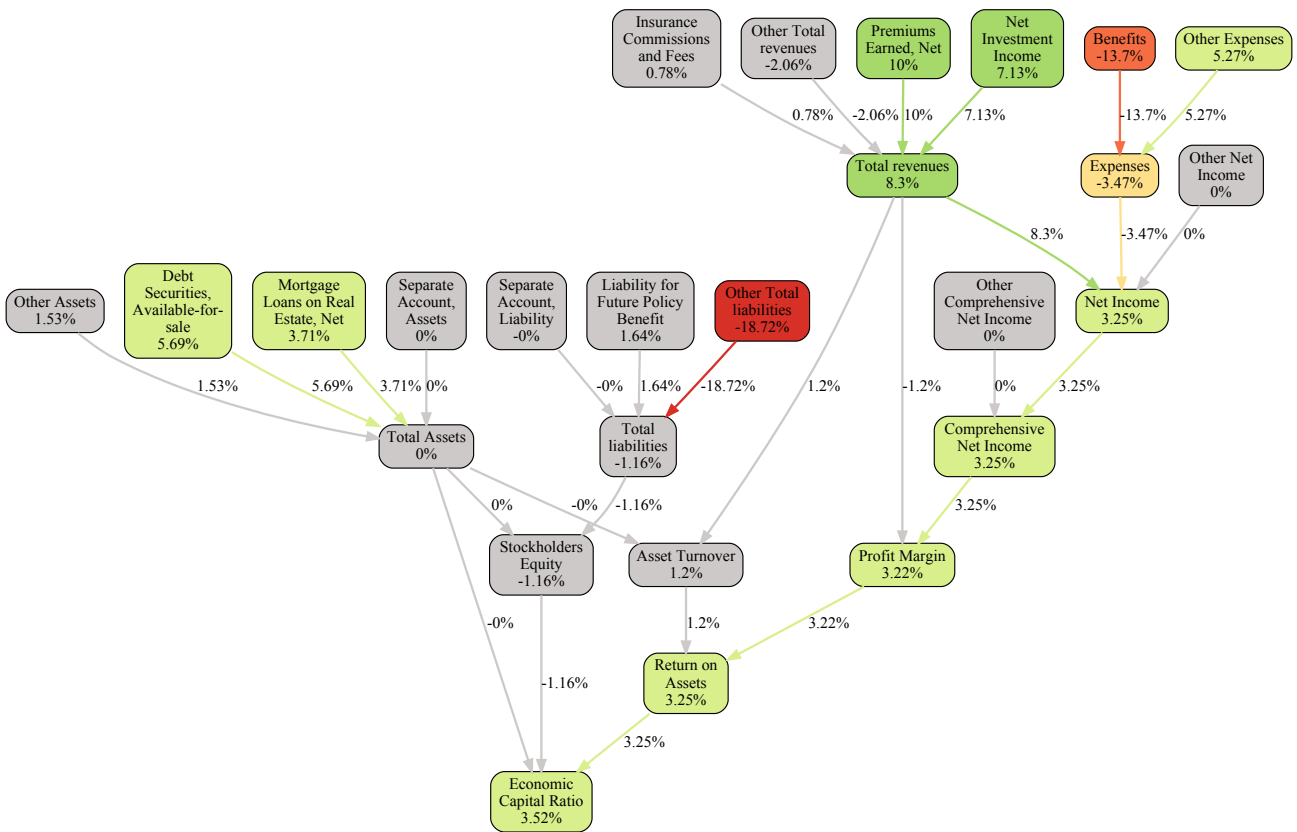 Insurance
Commissions
and Fees
0.78%
Other Total
revenues
-2.06%
Premiums
Earned, Net
10%
Net
Investment
Income
7.13%
Benefits
-13.7%
Other Expenses
5.27%
0.78%
-2.06%
10%
7.13%
-13.7%
5.27%
Total revenues
8.3%
Expenses
-3.47%
Other Net
Income
0%
8.3%
-3.47%
0%
Other Assets
1.53%
Debt
Securities,
Available-for-
sale
5.69%
Mortgage
Loans on Real
Estate, Net
3.71%
Separate
Account,
Assets
0%
Separate
Account,
Liability
-0%
Liability for
Future Policy
Benefit
1.64%
Other Total
liabilities
-18.72%
Other
Comprehensive
Net Income
0%
Net Income
3.25%
1.53%
5.69%
3.71%
0%
-0%
1.64%
-18.72%
1.2%
-1.2%
0%
3.25%
Total Assets
0%
Total
liabilities
-1.16%
Comprehensive
Net Income
3.25%
0%
-1.16%
-0%
3.25%
Stockholders
Equity
-1.16%
Asset Turnover
1.2%
Profit Margin
3.22%
-0%
1.2%
3.22%
-1.16%
Return on
Assets
3.25%
3.25%
Economic
Capital Ratio
3.52%